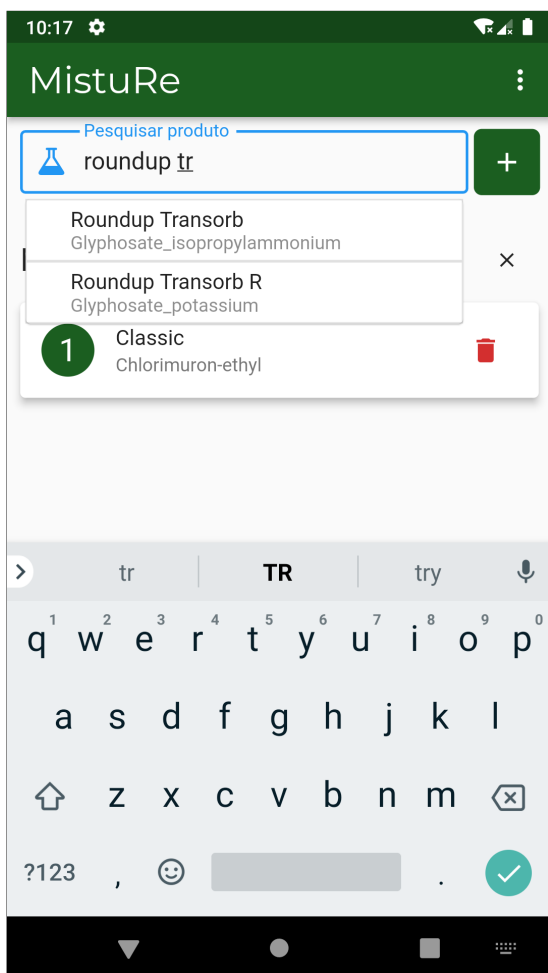 10:17
MistuRe
Pesquisar produto
roundup tr
+
Roundup Transorb
Glyphosate_isopropylammonium
Roundup Transorb R
Glyphosate_potassium
1 Classic
Chlorimuron-ethyl
tr TR try
1 2 3 4 5 6 7 8 9 0
q w e r t y u i o p
a s d f g h j k l
z x c v b n m
?123 , .